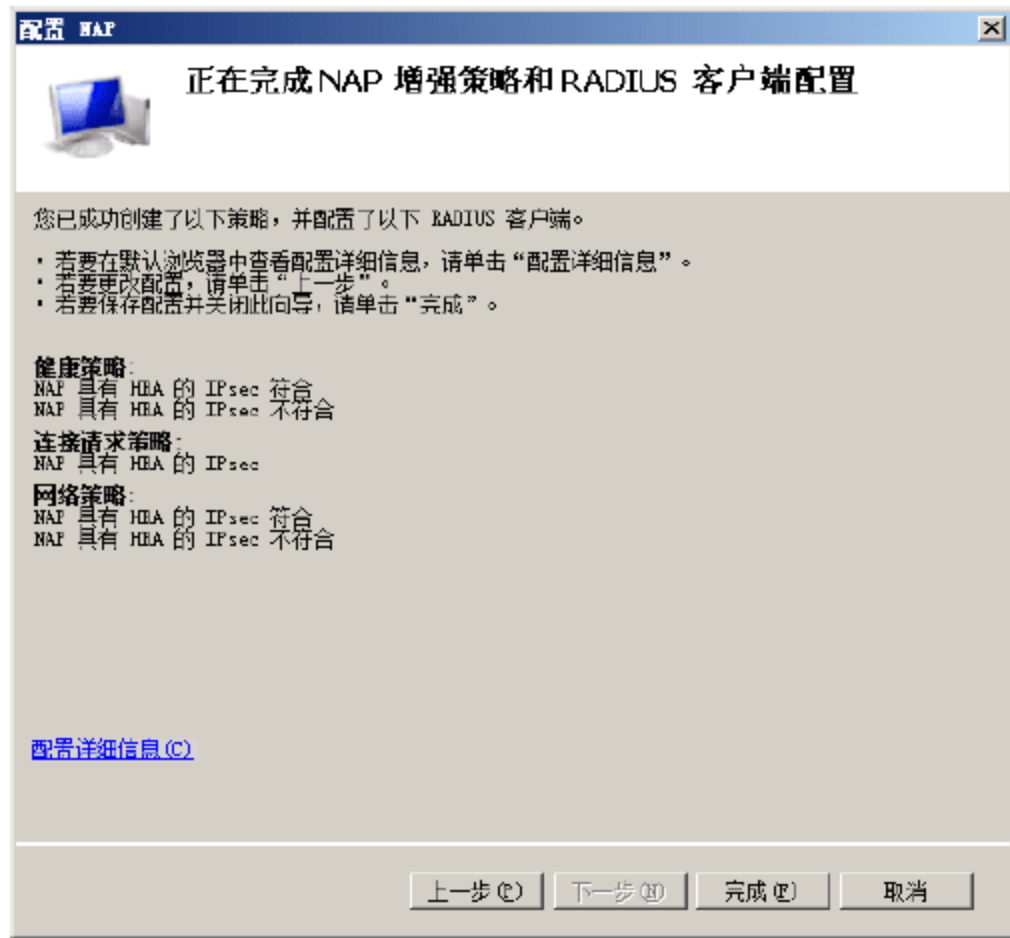 配置 NAP
正在完成 NAP 增强策略和 RADIUS 客户端配置
您已成功创建了以下策略，并配置了以下 RADIUS 客户端。
· 若要在默认浏览器中查看配置详细信息，请单击“配置详细信息”。
· 若要更改配置，请单击“上一步”。
· 若要保存配置并关闭此向导，请单击“完成”。
健康策略:
NAP 具有 HRA 的 IPsec 符合
NAP 具有 HRA 的 IPsec 不符合
连接请求策略:
NAP 具有 HRA 的 IPsec
网络策略:
NAP 具有 HRA 的 IPsec 符合
NAP 具有 HRA 的 IPsec 不符合
配置详细信息(C)
上一步(P) 下一步(N) 完成(F) 取消